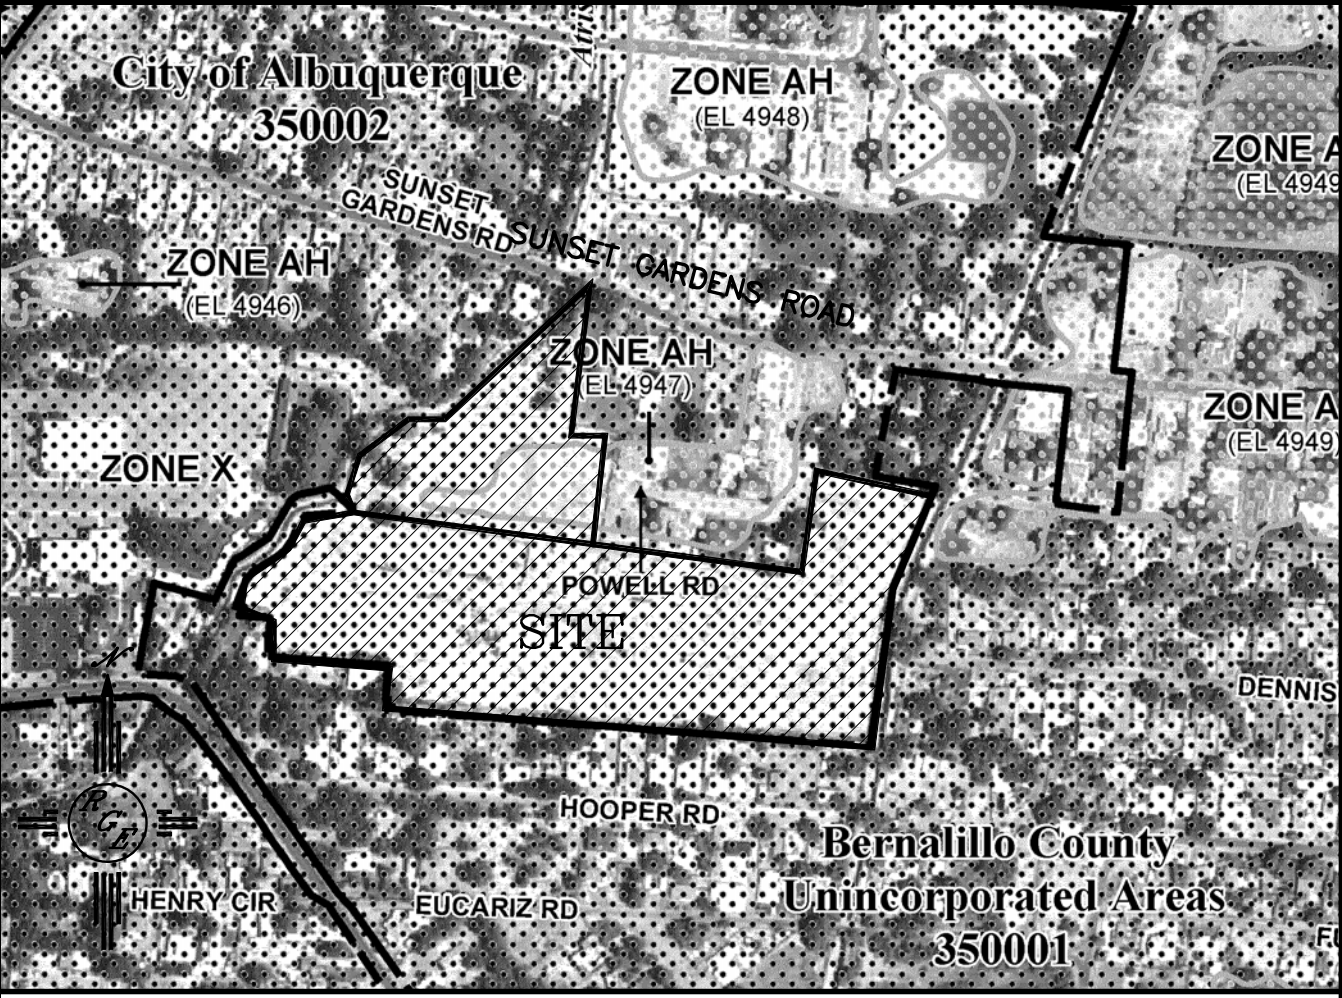 City of Albuquerque
350002
ZONE AH
(EL 4948)
ZONE A
(EL 4949
SUNSET
GARDENS RD
SUNSET GARDENS ROAD
ZONE AH
(EL 4946)
ZONE AH
(EL 4947)
ZONE A
(EL 4949)
ZONE X
POWELL RD
SITE
N
DENNIS
RGE
HOOPER RD
Bernalillo County
Unincorporated Areas
350001
HENRY CIR
EUCARIZ RD